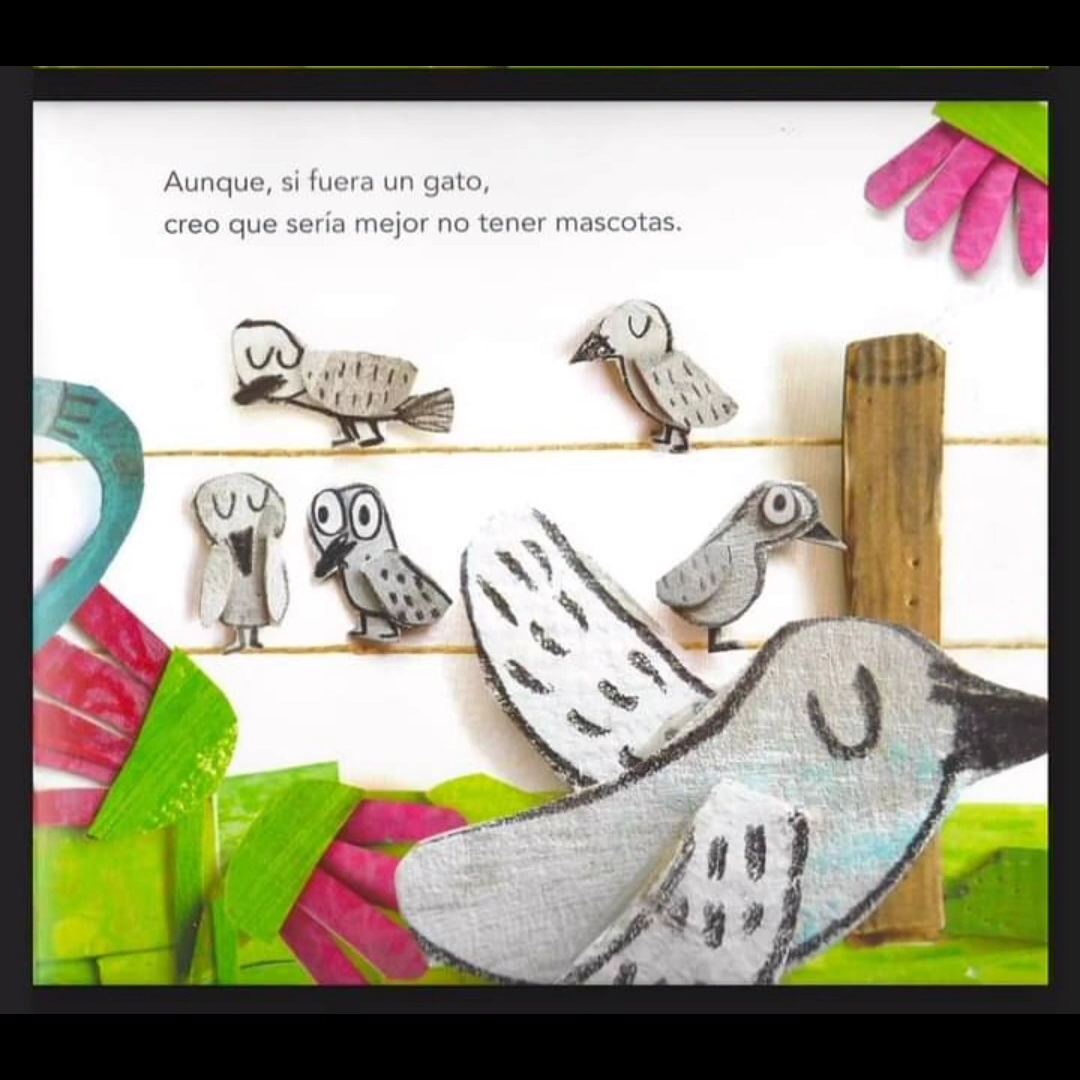 Aunque, si fuera un gato,
creo que sería mejor no tener mascotas.